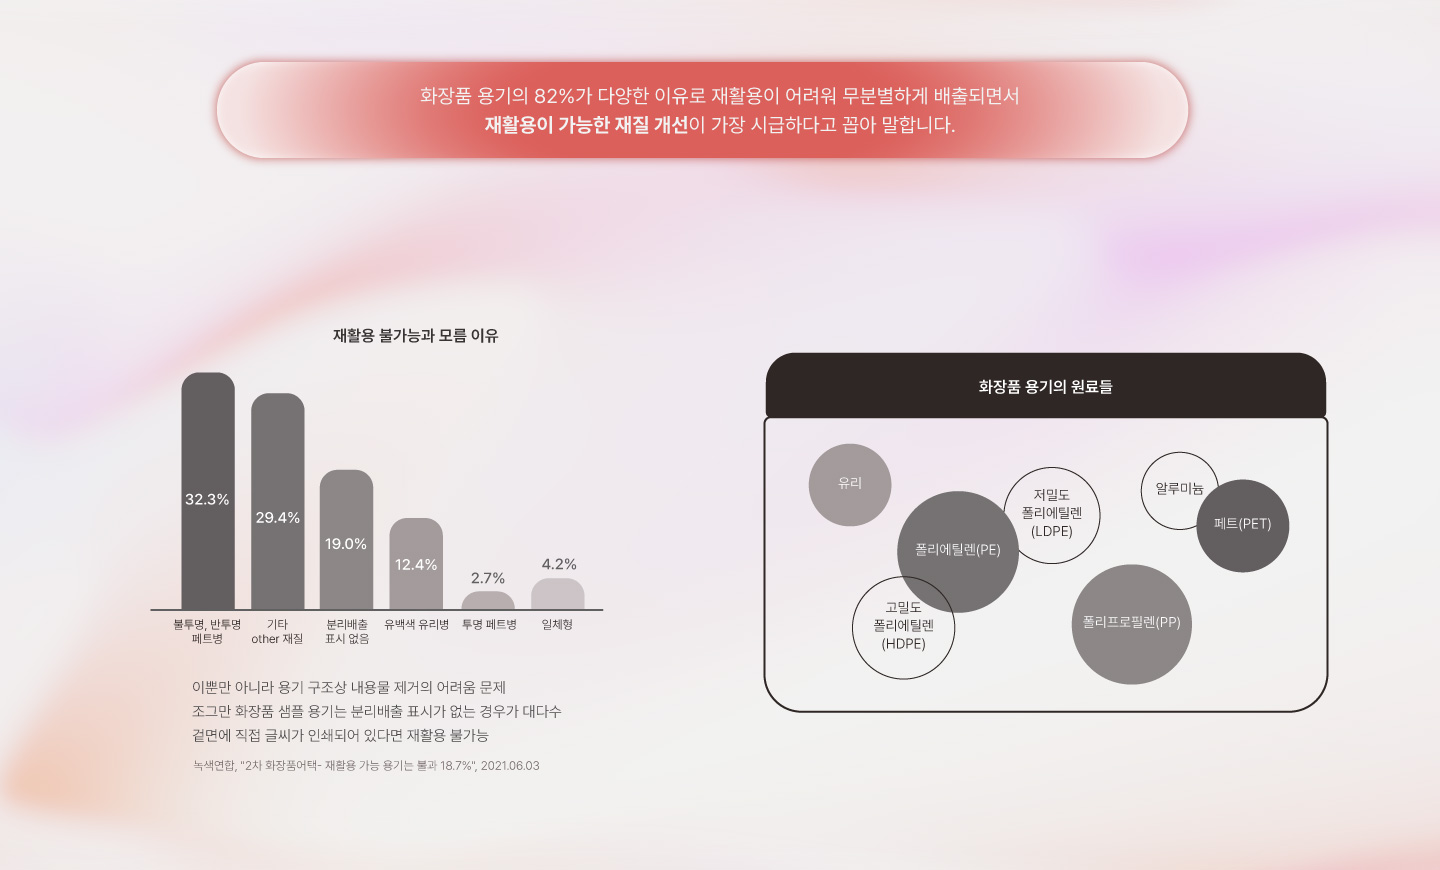 화장품 용기의 82%가 다양한 이유로 재활용이 어려워 무분별하게 배출되면서
재활용이 가능한 재질 개선이 가장 시급하다고 꼽아 말합니다.
재활용 불가능과 모름 이유
32.3%
29.4%
19.0%
12.4%
2.7%
4.2%
불투명, 반투명
페트병
기타
other 재질
분리배출
표시 없음
유백색 유리병
투명 페트병
일체형
이뿐만 아니라 용기 구조상 내용물 제거의 어려움 문제
조그만 화장품 샘플 용기는 분리배출 표시가 없는 경우가 대다수
겉면에 직접 글씨가 인쇄되어 있다면 재활용 불가능
녹색연합, "2차 화장품어택- 재활용 가능 용기는 불과 18.7%", 2021.06.03
화장품 용기의 원료들
유리
폴리에틸렌(PE)
저밀도
폴리에틸렌
(LDPE)
알루미늄
페트(PET)
고밀도
폴리에틸렌
(HDPE)
폴리프로필렌(PP)